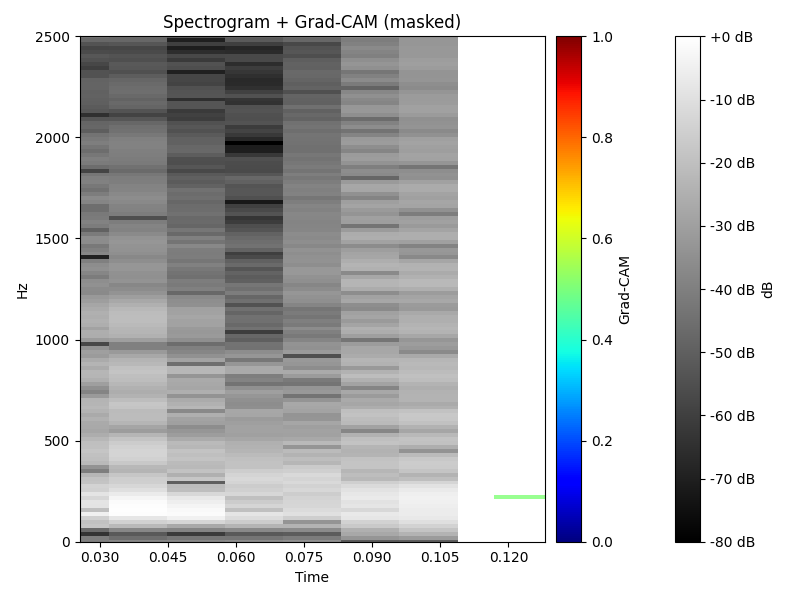 Spectrogram + Grad-CAM (masked)
2500
2000
1500
1000
500
0
Hz
0.030
0.045
0.060
0.075
0.090
0.105
0.120
Time
1.0
0.8
0.6
0.4
0.2
0.0
Grad-CAM
+0 dB
-10 dB
-20 dB
-30 dB
-40 dB
-50 dB
-60 dB
-70 dB
-80 dB
dB